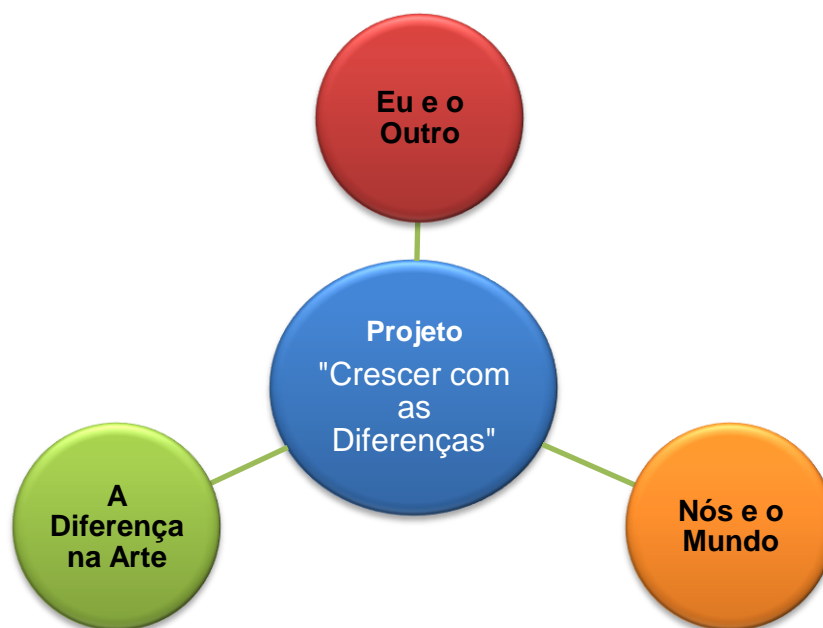 Eu e o
Outro
Projeto
"Crescer com
as
Diferenças"
A
Diferença
na Arte
Nós e o
Mundo